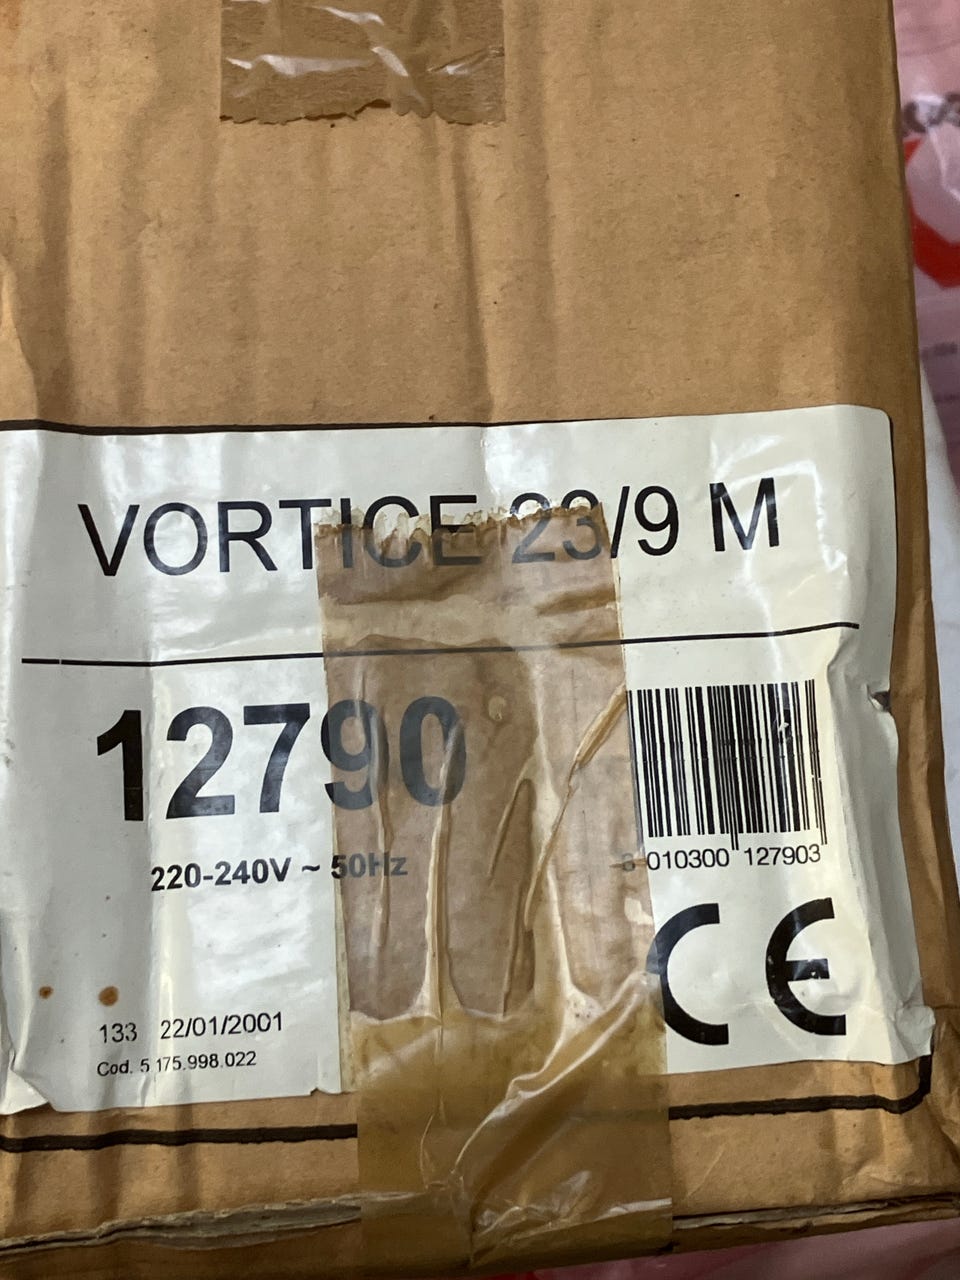 VORTICE 23/9 M
12790
220-240V ~ 50Hz
8 010300 127903
CE
133 22/01/2001
Cod. 5 175.998.022